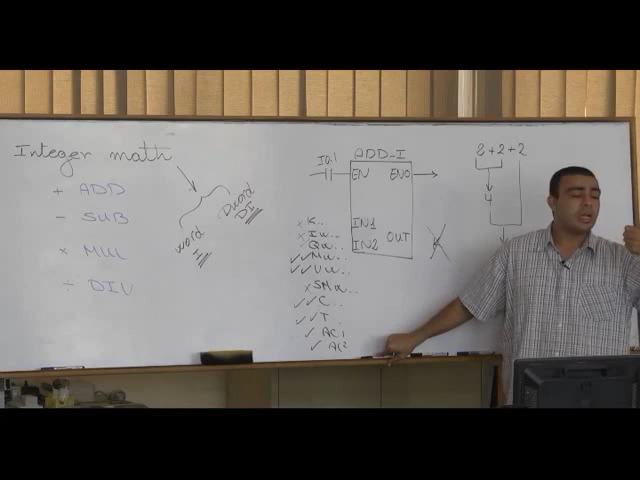 Integer math
+ ADD
- SUB
× MUL
÷ DIV
word
I
Dword
DI
I0.1
ADD-I
EN ENO
IN1
IN2 OUT
× K...
× Iw..
× Qw..
✓✓ Mw..
✓✓ Vw..
× SMw..
✓✓ C..
✓✓ T..
✓ AC1
✓ AC2
2+2+2
4